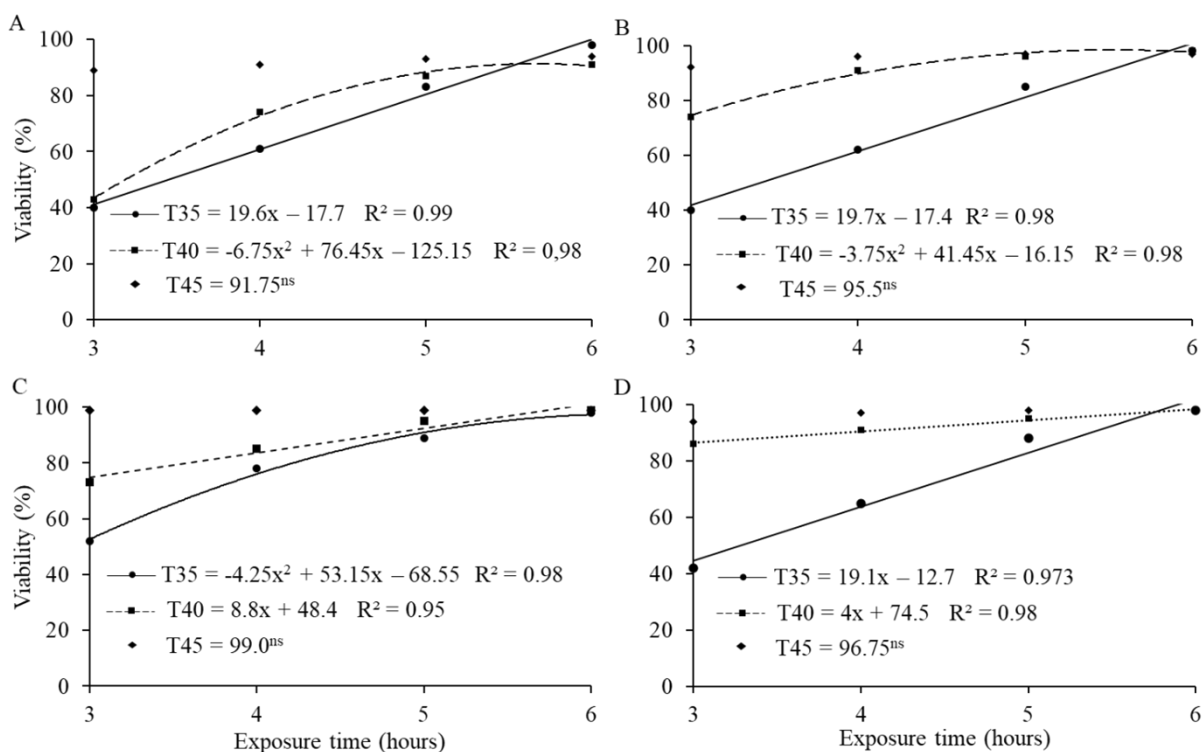 A
100
80
60
40
20
0
Viability (%)
T35 = 19.6x – 17.7 R² = 0.99
T40 = -6.75x² + 76.45x – 125.15 R² = 0,98
T45 = 91.75ⁿˢ
3 4 5 6
B
100
80
60
40
20
0
T35 = 19.7x – 17.4 R² = 0.98
T40 = -3.75x² + 41.45x – 16.15 R² = 0.98
T45 = 95.5ⁿˢ
3 4 5 6
C
100
80
60
40
20
0
Viability (%)
T35 = -4.25x² + 53.15x – 68.55 R² = 0.98
T40 = 8.8x + 48.4 R² = 0.95
T45 = 99.0ⁿˢ
3 4 5 6
Exposure time (hours)
D
100
80
60
40
20
0
T35 = 19.1x – 12.7 R² = 0.973
T40 = 4x + 74.5 R² = 0.98
T45 = 96.75ⁿˢ
3 4 5 6
Exposure time (hours)